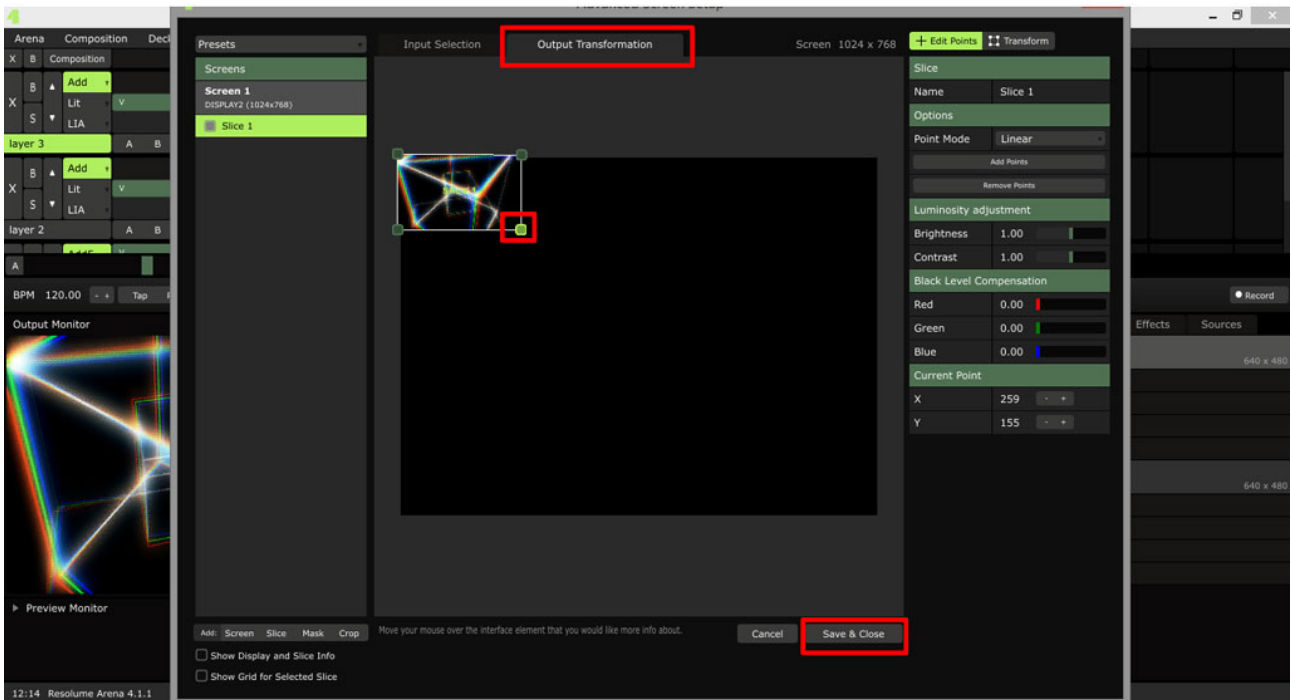 Advanced Screen Setup
Arena Composition Deck
X B Composition
B Add
X Lit V
S LIA
layer 3 A B
B Add
X Lit V
S LIA
layer 2 A B
A
BPM 120.00 - + Tap
Output Monitor
Preview Monitor
12:14 Resolume Arena 4.1.1
Presets
Screens
Screen 1
DISPLAY2 (1024x768)
Slice 1
Add: Screen Slice Mask Crop
Show Display and Slice Info
Show Grid for Selected Slice
Input Selection Output Transformation Screen 1024 x 768
Move your mouse over the interface element that you would like more info about.
Cancel Save & Close
+ Edit Points Transform
Slice
Name Slice 1
Options
Point Mode Linear
Add Points
Remove Points
Luminosity adjustment
Brightness 1.00
Contrast 1.00
Black Level Compensation
Red 0.00
Green 0.00
Blue 0.00
Current Point
X 259 - +
Y 155 - +
Record
Effects Sources
640 x 480
640 x 480